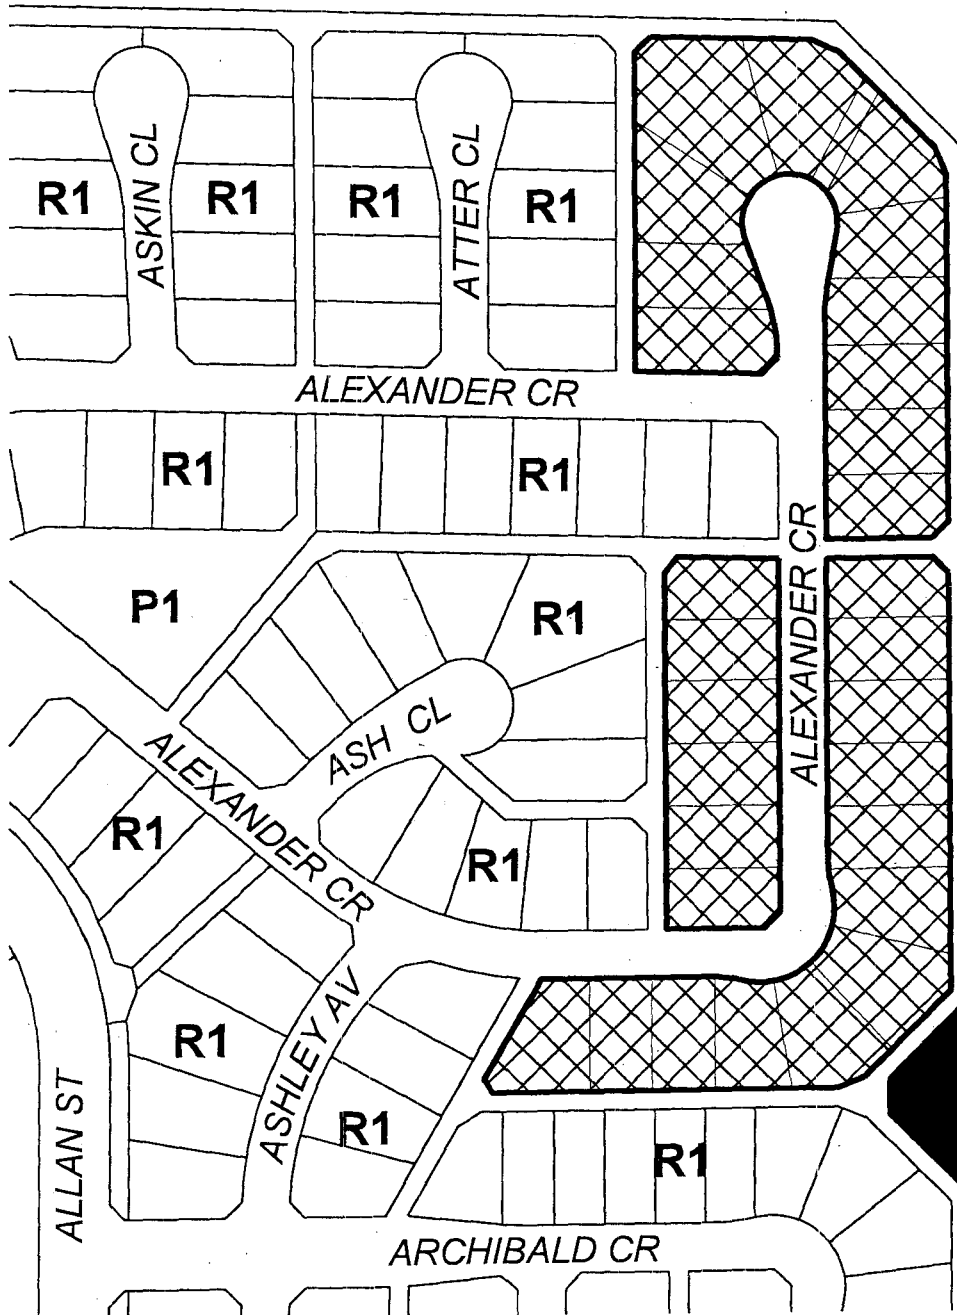 ASKIN CL
ATTER CL
R1
R1
R1
R1
ALEXANDER CR
R1
R1
ALEXANDER CR
P1
R1
ASH CL
ALEXANDER CR
R1
R1
R1
ASHLEY AV
ALLAN ST
R1
R1
ARCHIBALD CR